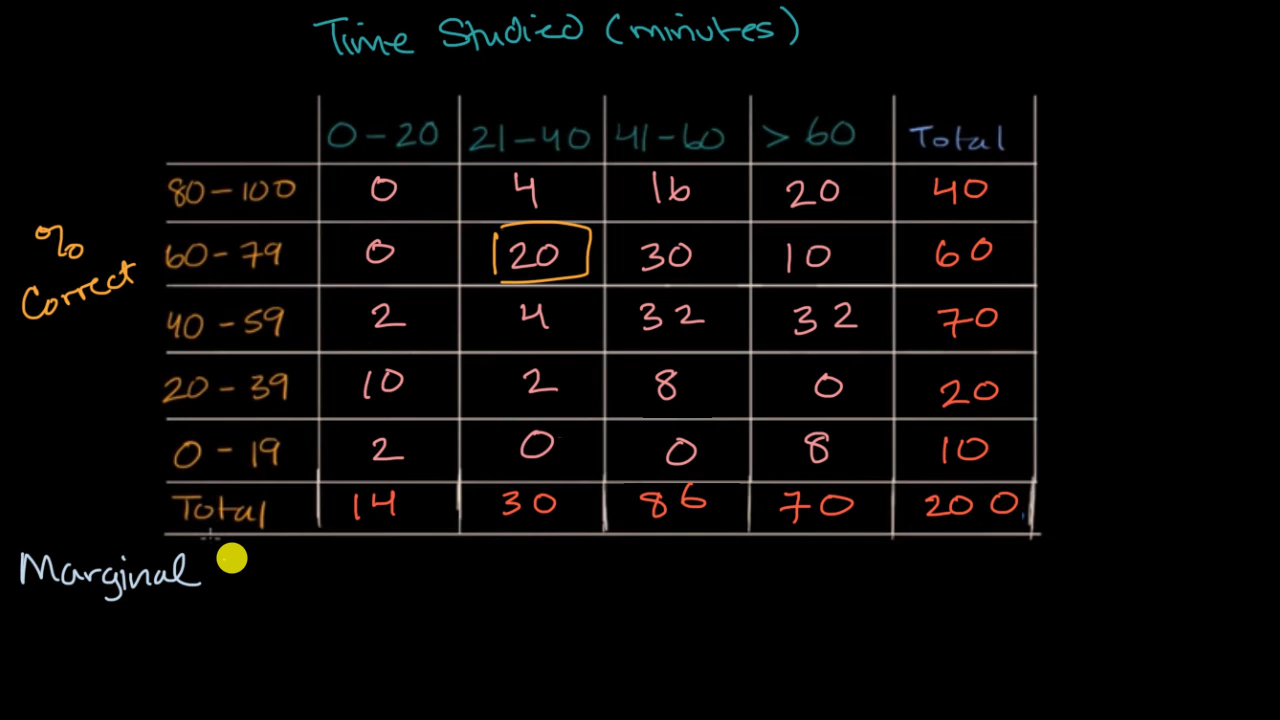 Time Studied (minutes)
0-20 21-40 41-60 > 60 Total
80-100 0 4 16 20 40
60-79 0 20 30 10 60
40-59 2 4 32 32 70
20-39 10 2 8 0 20
0-19 2 0 0 8 10
Total 14 30 86 70 200
% Correct
Marginal